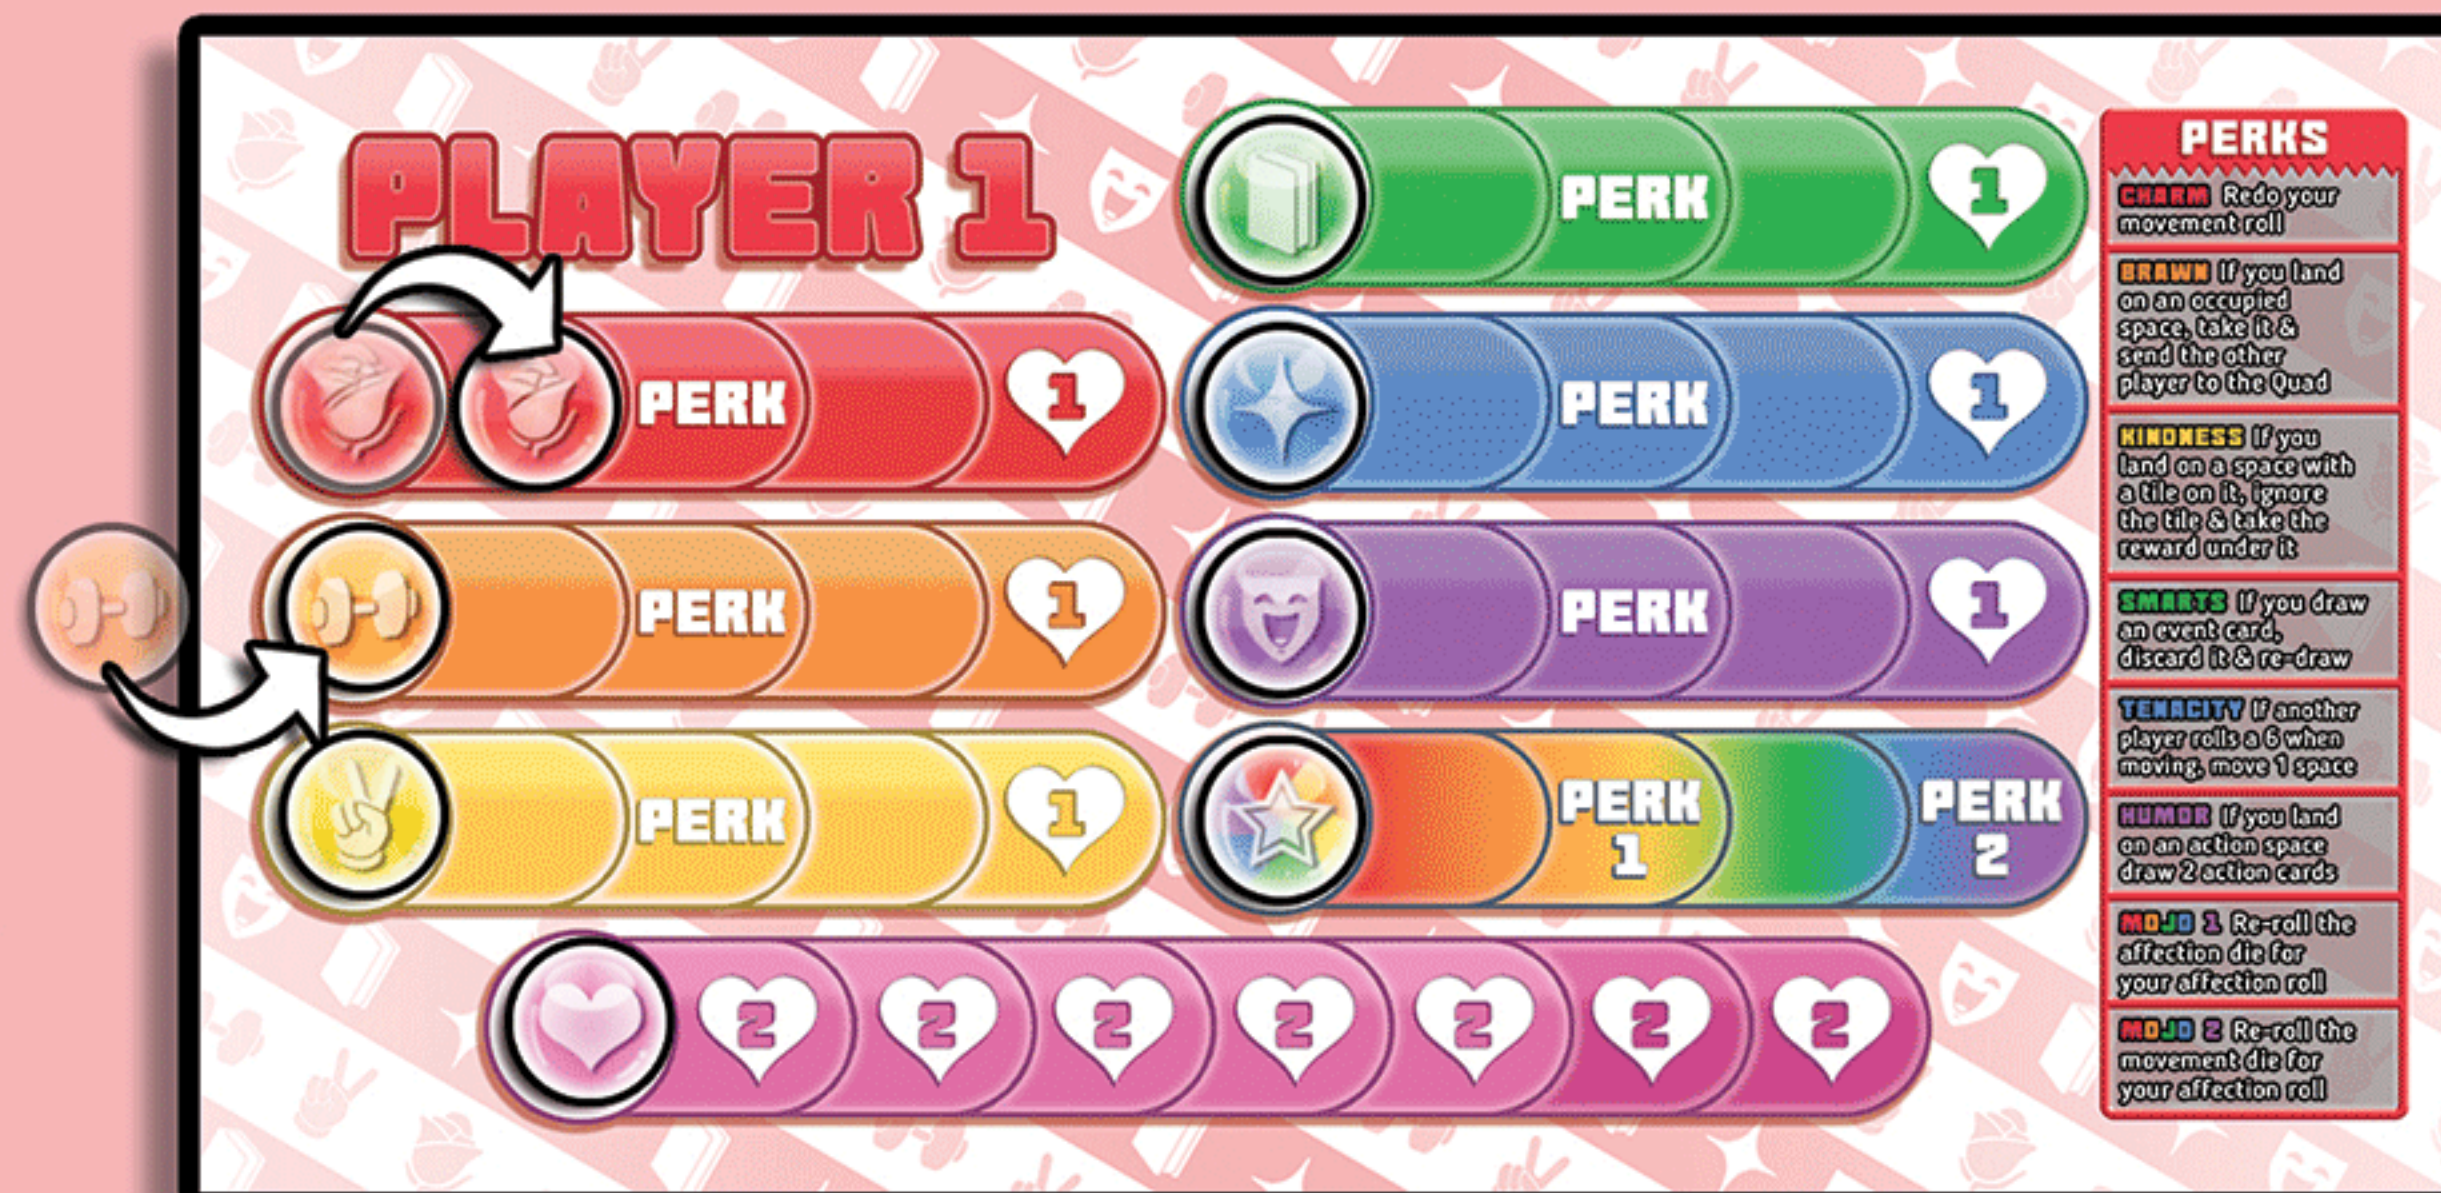 PLAYER 1
PERK 1
PERK 1
PERK 1
PERK 1
PERK 1
PERK 1
PERK
1
PERK
2
2 2 2 2 2 2 2
PERKS
CHARM Redo your
movement roll
BRAWN If you land
on an occupied
space, take it &
send the other
player to the Quad
KINDNESS If you
land on a space with
a tile on it, ignore
the tile & take the
reward under it
SMARTS If you draw
an event card,
discard it & re-draw
TENACITY If another
player rolls a 6 when
moving, move 1 space
HUMOR If you land
on an action space
draw 2 action cards
MOJO 1 Re-roll the
affection die for
your affection roll
MOJO 2 Re-roll the
movement die for
your affection roll